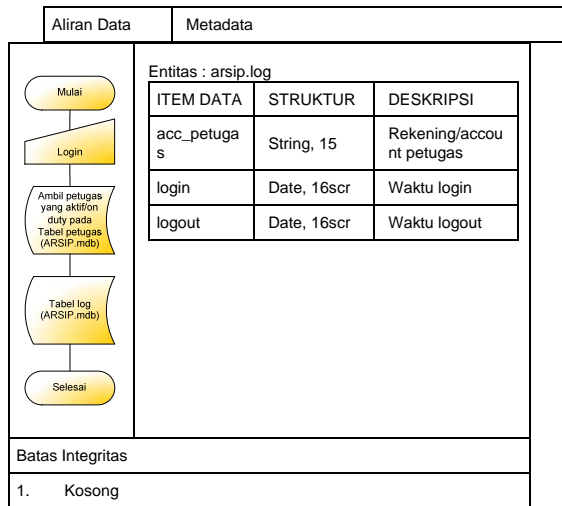 Aliran Data
Metadata
Mulai
Login
Ambil petugas
yang aktif/on
duty pada
Tabel petugas
(ARSIP.mdb)
Tabel log
(ARSIP.mdb)
Selesai
Entitas : arsip.log
ITEM DATA
STRUKTUR
DESKRIPSI
acc_petuga
s
String, 15
Rekening/accou
nt petugas
login
Date, 16scr
Waktu login
logout
Date, 16scr
Waktu logout
Batas Integritas
1. Kosong